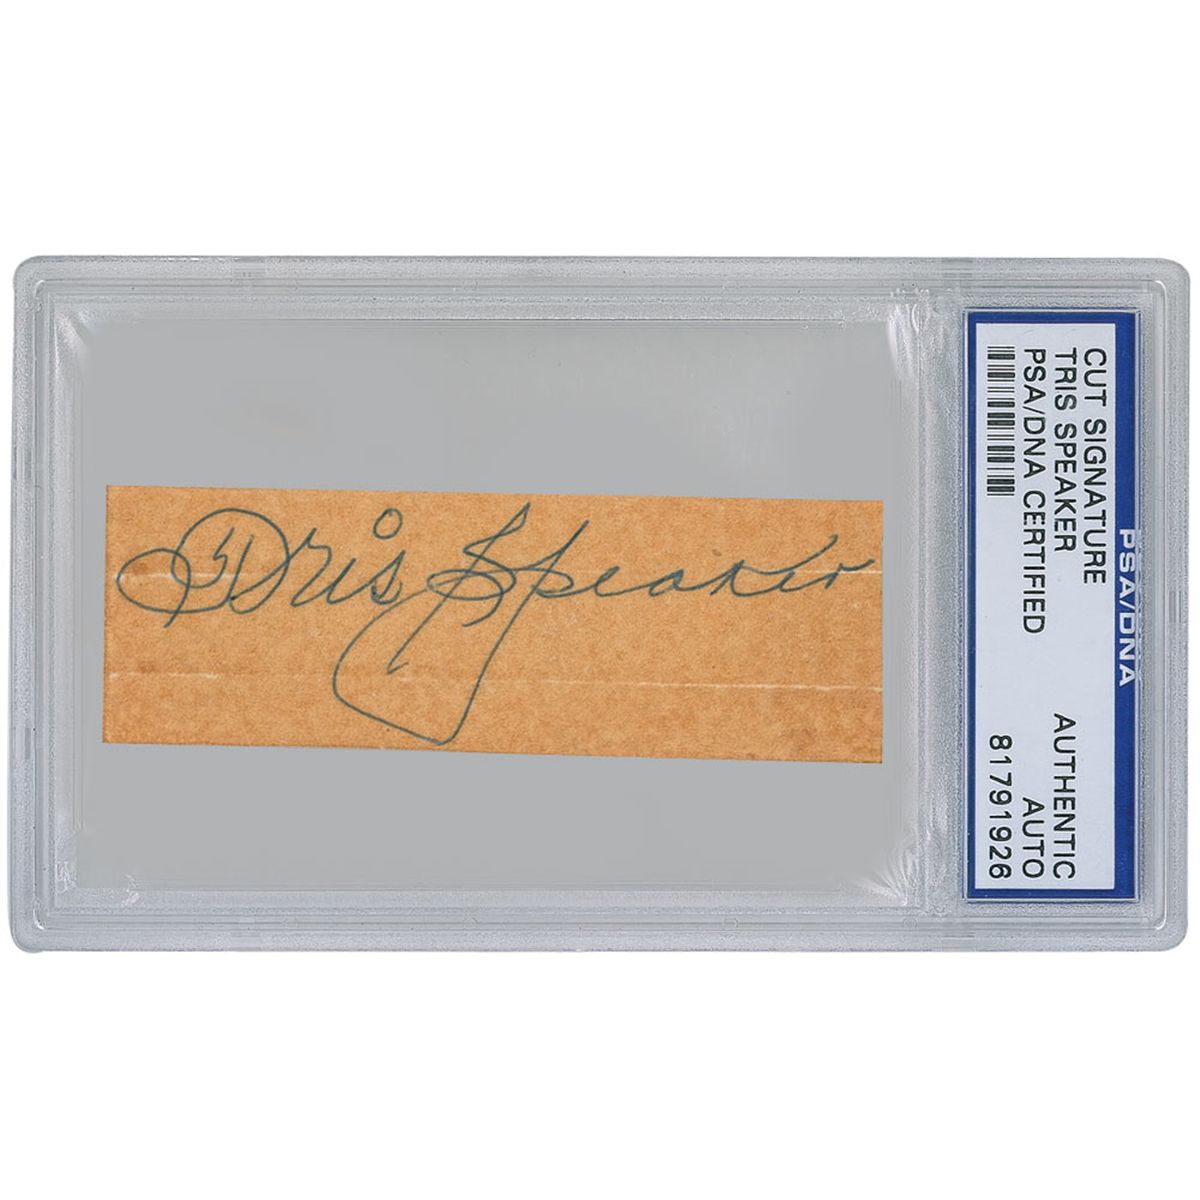 Tris Speaker
PSA/DNA
CUT SIGNATURE
TRIS SPEAKER
PSA/DNA CERTIFIED
AUTHENTIC
AUTO
81791926